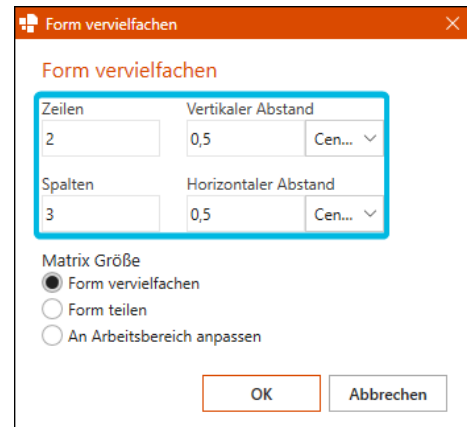 Form vervielfachen
Form vervielfachen
Zeilen Vertikaler Abstand
2 0,5 Cen...
Spalten Horizontaler Abstand
3 0,5 Cen...
Matrix Größe
Form vervielfachen
Form teilen
An Arbeitsbereich anpassen
OK Abbrechen